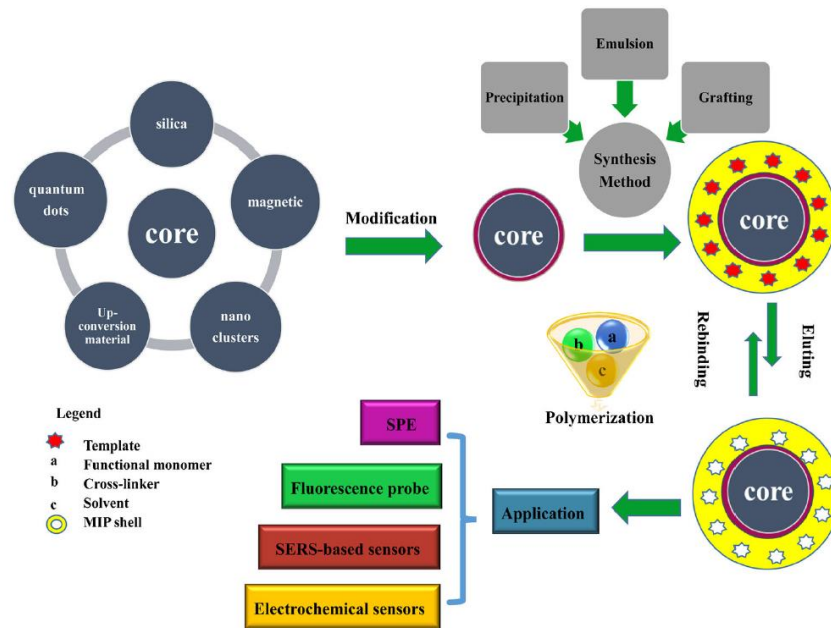 Emulsion
Precipitation
Grafting
Synthesis
Method
silica
quantum
dots
magnetic
core
Up-
conversion
material
nano
clusters
Modification
core
core
Rebinding
Eluting
b
a
c
Polymerization
Legend
Template
a Functional monomer
b Cross-linker
c Solvent
MIP shell
SPE
Fluorescence probe
SERS-based sensors
Electrochemical sensors
Application
core